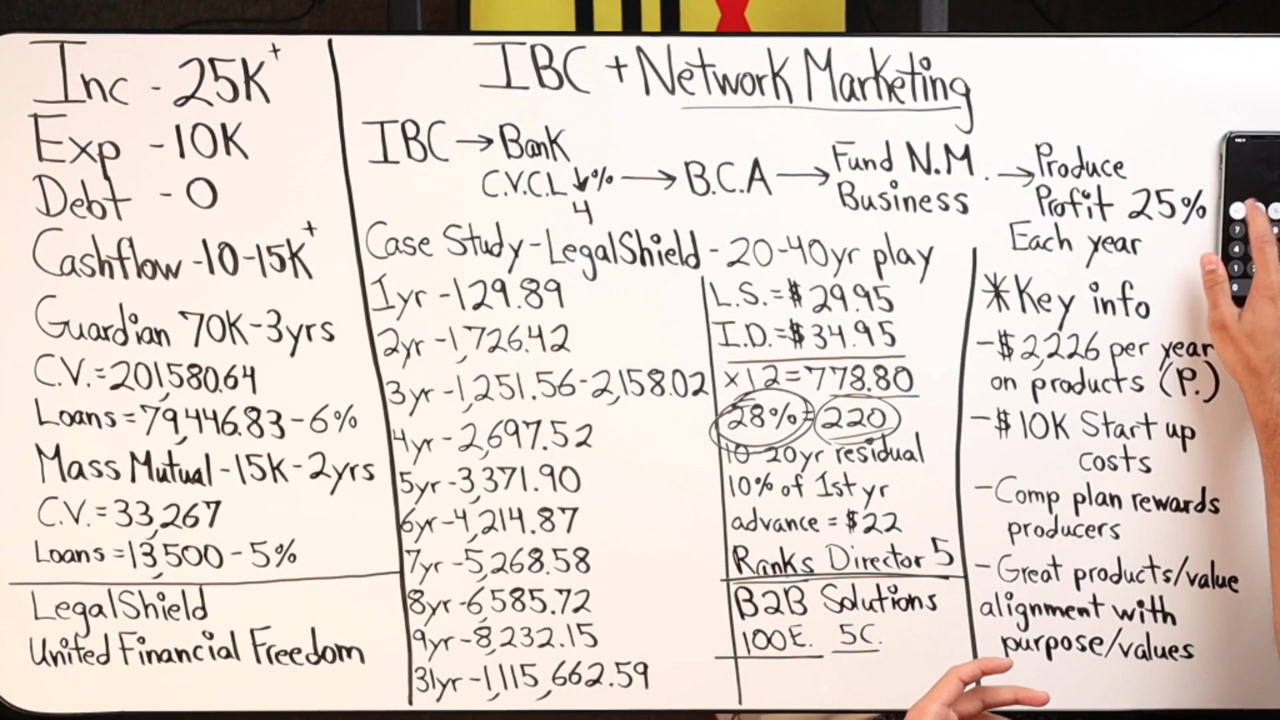 Inc - 25K+
Exp - 10K
Debt - 0
Cashflow - 10-15K+
Guardian 70K - 3yrs
C.V. = 201,580.64
Loans = 79,446.83 - 6%
Mass Mutual - 15K - 2yrs
C.V. = 33,267
Loans = 13,500 - 5%
LegalShield
United Financial Freedom
IBC + Network Marketing
IBC → Bank
C.V.C.L ↓%
4
→ B.C.A →
Fund N.M.
Business
→ Produce
Profit 25%
Each year
Case Study - LegalShield - 20-40yr play
1yr - 129.89
2yr - 1,726.42
3yr - 1,251.56 - 2,158.02
4yr - 2,697.52
5yr - 3,371.90
6yr - 4,214.87
7yr - 5,268.58
8yr - 6,585.72
9yr - 8,232.15
31yr - 1,115,662.59
L.S. = $29.95
I.D. = $34.95
x12 = 778.80
28% = 220
10-20yr residual
10% of 1st yr
advance = $22
Ranks Director 5
B2B Solutions
100E. 5C.
*Key info
- $2,226 per year
on products (P.)
- $10K Start up
costs
- Comp plan rewards
producers
- Great products/value
alignment with
purpose/values